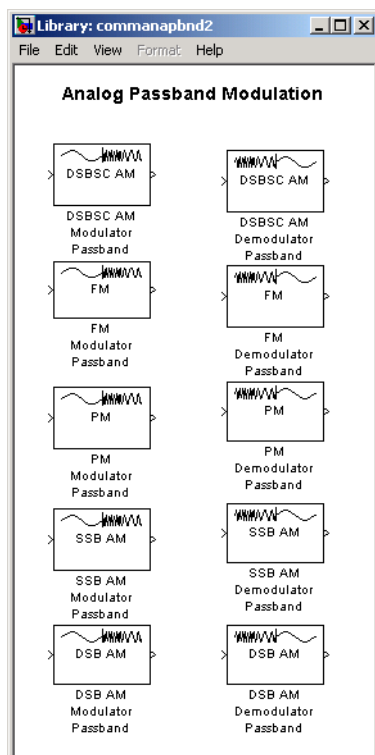 Library: commanapbnd2
File Edit View Format Help
Analog Passband Modulation
DSBSC AM
DSBSC AM
Modulator
Passband
DSBSC AM
DSBSC AM
Demodulator
Passband
FM
FM
Modulator
Passband
FM
FM
Demodulator
Passband
PM
PM
Modulator
Passband
PM
PM
Demodulator
Passband
SSB AM
SSB AM
Modulator
Passband
SSB AM
SSB AM
Demodulator
Passband
DSB AM
DSB AM
Modulator
Passband
DSB AM
DSB AM
Demodulator
Passband